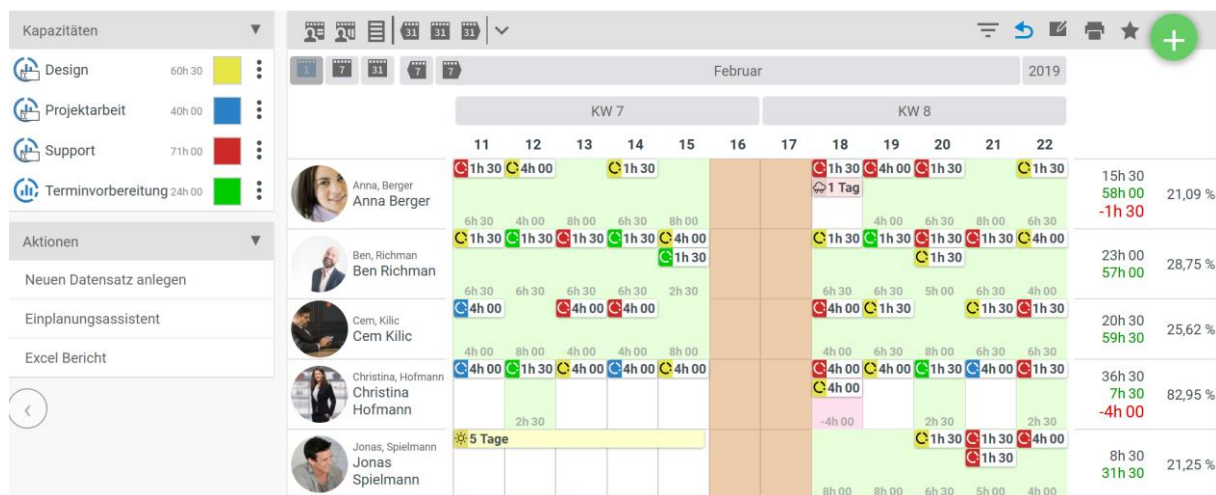 Kapazitäten
Design 60h 30
Projektarbeit 40h 00
Support 71h 00
Terminvorbereitung 24h 00
Aktionen
Neuen Datensatz anlegen
Einplanungsassistent
Excel Bericht
31 31 31
1 7 31 7 7 Februar 2019
KW 7 KW 8
11 12 13 14 15 16 17 18 19 20 21 22
1h 30 4h 00 1h 30 1h 30 4h 00 1h 30 1h 30
Anna, Berger
Anna Berger
1 Tag
6h 30 4h 00 8h 00 6h 30 8h 00 4h 00 6h 30 8h 00 6h 30
15h 30
58h 00
-1h 30
21,09 %
1h 30 1h 30 1h 30 1h 30 4h 00 1h 30 1h 30 1h 30 1h 30 4h 00
Ben, Richman
Ben Richman
1h 30 1h 30
6h 30 6h 30 6h 30 6h 30 2h 30 6h 30 6h 30 5h 00 6h 30 4h 00
23h 00
57h 00
28,75 %
4h 00 4h 00 4h 00 4h 00 1h 30 1h 30 1h 30
Cem, Kilic
Cem Kilic
4h 00 8h 00 4h 00 4h 00 8h 00 4h 00 6h 30 8h 00 6h 30 6h 30
20h 30
59h 30
25,62 %
4h 00 1h 30 4h 00 4h 00 4h 00 4h 00 4h 00 1h 30 4h 00 1h 30
Christina, Hofmann
Christina
Hofmann
4h 00
2h 30 -4h 00 2h 30 2h 30
36h 30
7h 30
-4h 00
82,95 %
5 Tage 1h 30 1h 30 4h 00
Jonas, Spielmann
Jonas
Spielmann
1h 30
8h 00 8h 00 6h 30 5h 00 4h 00
8h 30
31h 30
21,25 %